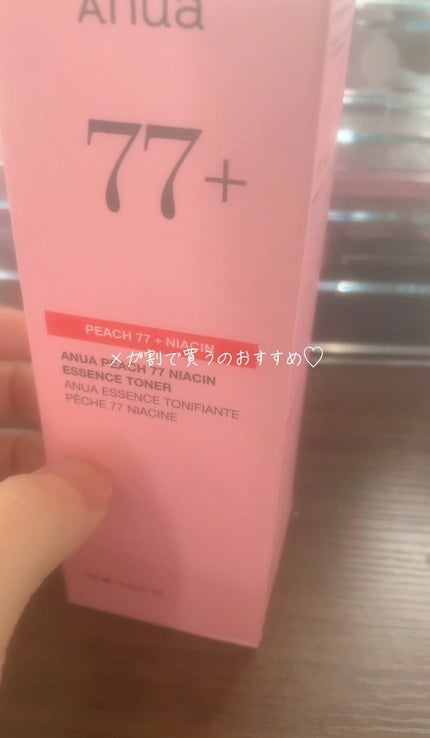 Anua
77+
PEACH 77 + NIACIN
メガ割で買うのおすすめ♡
ANUA PEACH 77 NIACIN
ESSENCE TONER
ANUA ESSENCE TONIFIANTE
PÊCHE 77 NIACINE